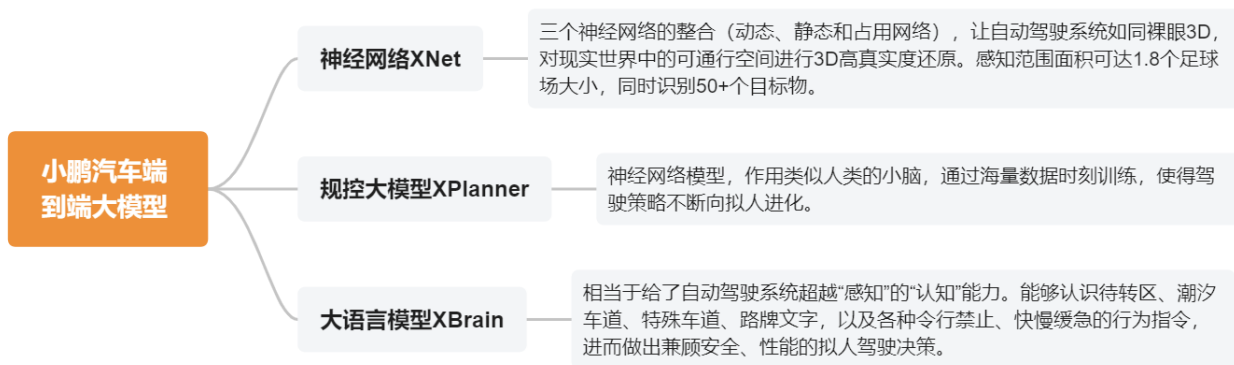 小鹏汽车端
到端大模型
神经网络XNet
三个神经网络的整合（动态、静态和占用网络），让自动驾驶系统如同裸眼3D，
对现实世界中的可通行空间进行3D高真实度还原。感知范围面积可达1.8个足球
场大小，同时识别50+个目标物。
规控大模型XPlanner
神经网络模型，作用类似人类的小脑，通过海量数据时刻训练，使得驾
驶策略不断向拟人进化。
大语言模型XBrain
相当于给了自动驾驶系统超越“感知”的“认知”能力。能够认识待转区、潮汐
车道、特殊车道、路牌文字，以及各种令行禁止、快慢缓急的行为指令，
进而做出兼顾安全、性能的拟人驾驶决策。